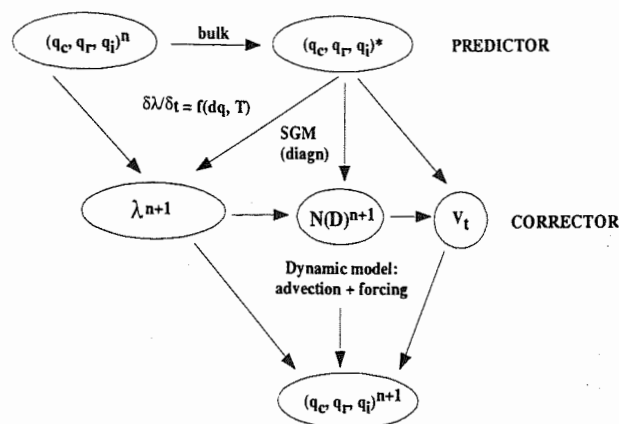 (q_c, q_r, q_i)^n
bulk
(q_c, q_r, q_i)*
PREDICTOR
δλ/δt = f(dq, T)
SGM
(diagn)
λ^{n+1}
N(D)^{n+1}
V_t
CORRECTOR
Dynamic model:
advection + forcing
(q_c, q_r, q_i)^{n+1}